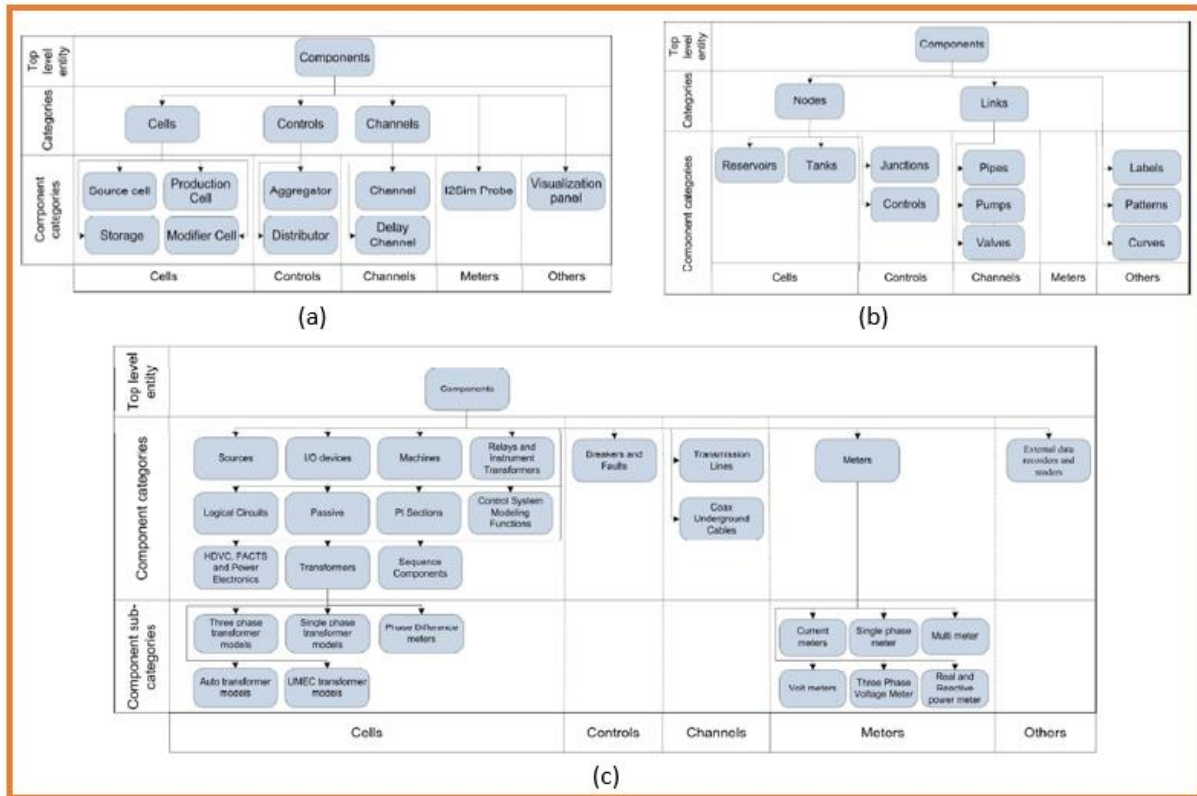 Top
level
entity
Components
Categories
Cells
Controls
Channels
Component
categories
Source cell
Production
Cell
Aggregator
Channel
I2Sim Probe
Visualization
panel
Storage
Modifier Cell
Distributor
Delay
Channel
Cells
Controls
Channels
Meters
Others
(a)
Top
level
entity
Components
Categories
Nodes
Links
Component categories
Reservoirs
Tanks
Junctions
Pipes
Labels
Controls
Pumps
Patterns
Valves
Curves
Cells
Controls
Channels
Meters
Others
(b)
Top level
entity
Components
Component categories
Sources
I/O devices
Machines
Relays and
Instrument
Transformers
Breakers and
Faults
Transmission
Lines
Meters
External data
recorders and
readers
Logical Circuits
Passive
PI Sections
Control System
Modeling
Functions
Coax
Underground
Cables
HDVC, FACTS
and Power
Electronics
Transformers
Sequence
Components
Component sub-
categories
Three phase
transformer
models
Single phase
transformer
models
Phase Difference
meters
Current
meters
Single phase
meter
Multi meter
Auto transformer
models
UMEC transformer
models
Volt meters
Three Phase
Voltage Meter
Real and
Reactive
power meter
Cells
Controls
Channels
Meters
Others
(c)